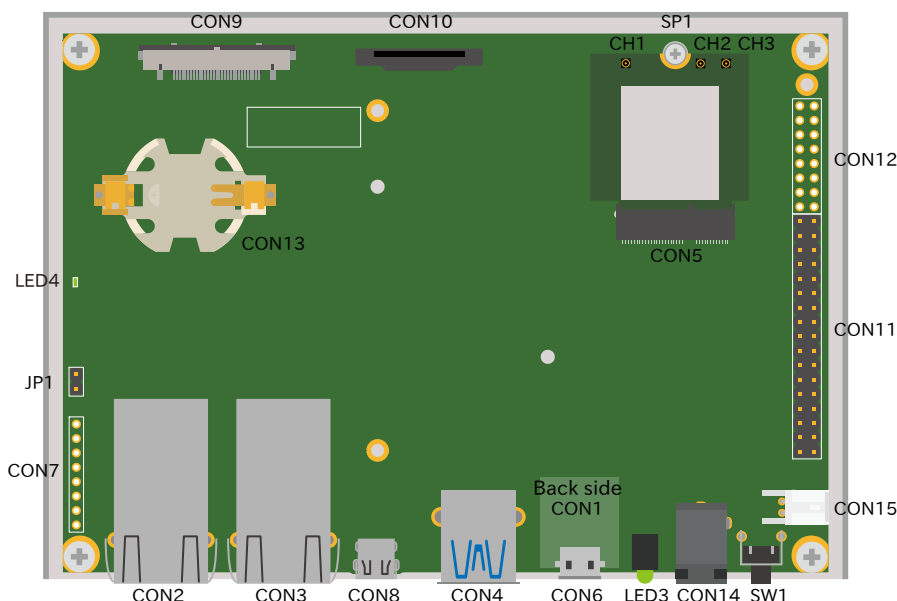 CON9
CON10
SP1
CH1
CH2
CH3
CON12
CON13
CON5
LED4
CON11
JP1
CON7
Back side
CON1
CON15
CON2
CON3
CON8
CON4
CON6
LED3
CON14
SW1